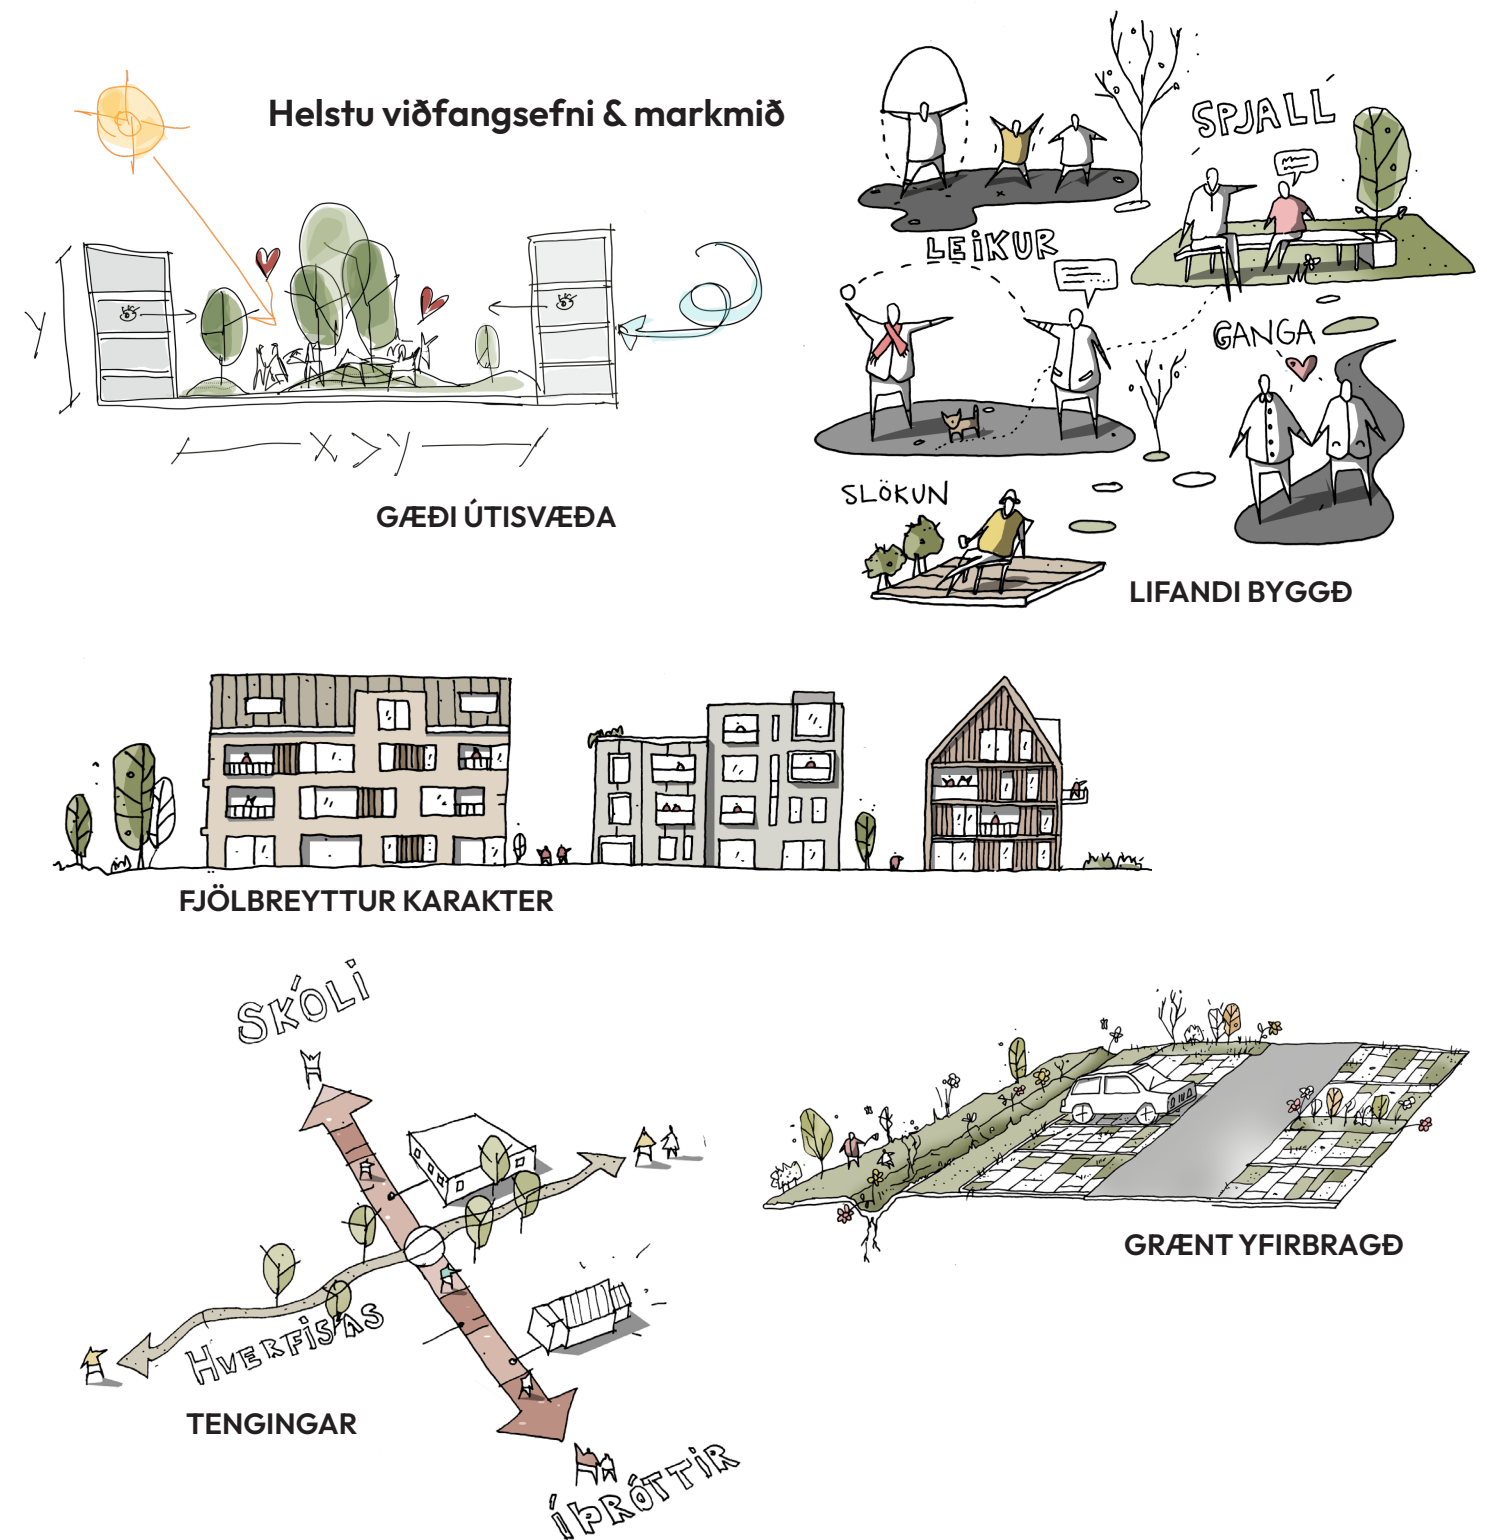 Helstu viðfangsefni & markmið
Y
X > Y
GÆÐI ÚTISVÆÐA
SPJALL
LEIKUR
GANGA
SLÖKUN
LIFANDI BYGGÐ
FJÖLBREYTTUR KARAKTER
SKÓLI
HVERFISÁS
TENGINGAR
ÍÞRÓTTIR
GRÆNT YFIRBRAGÐ